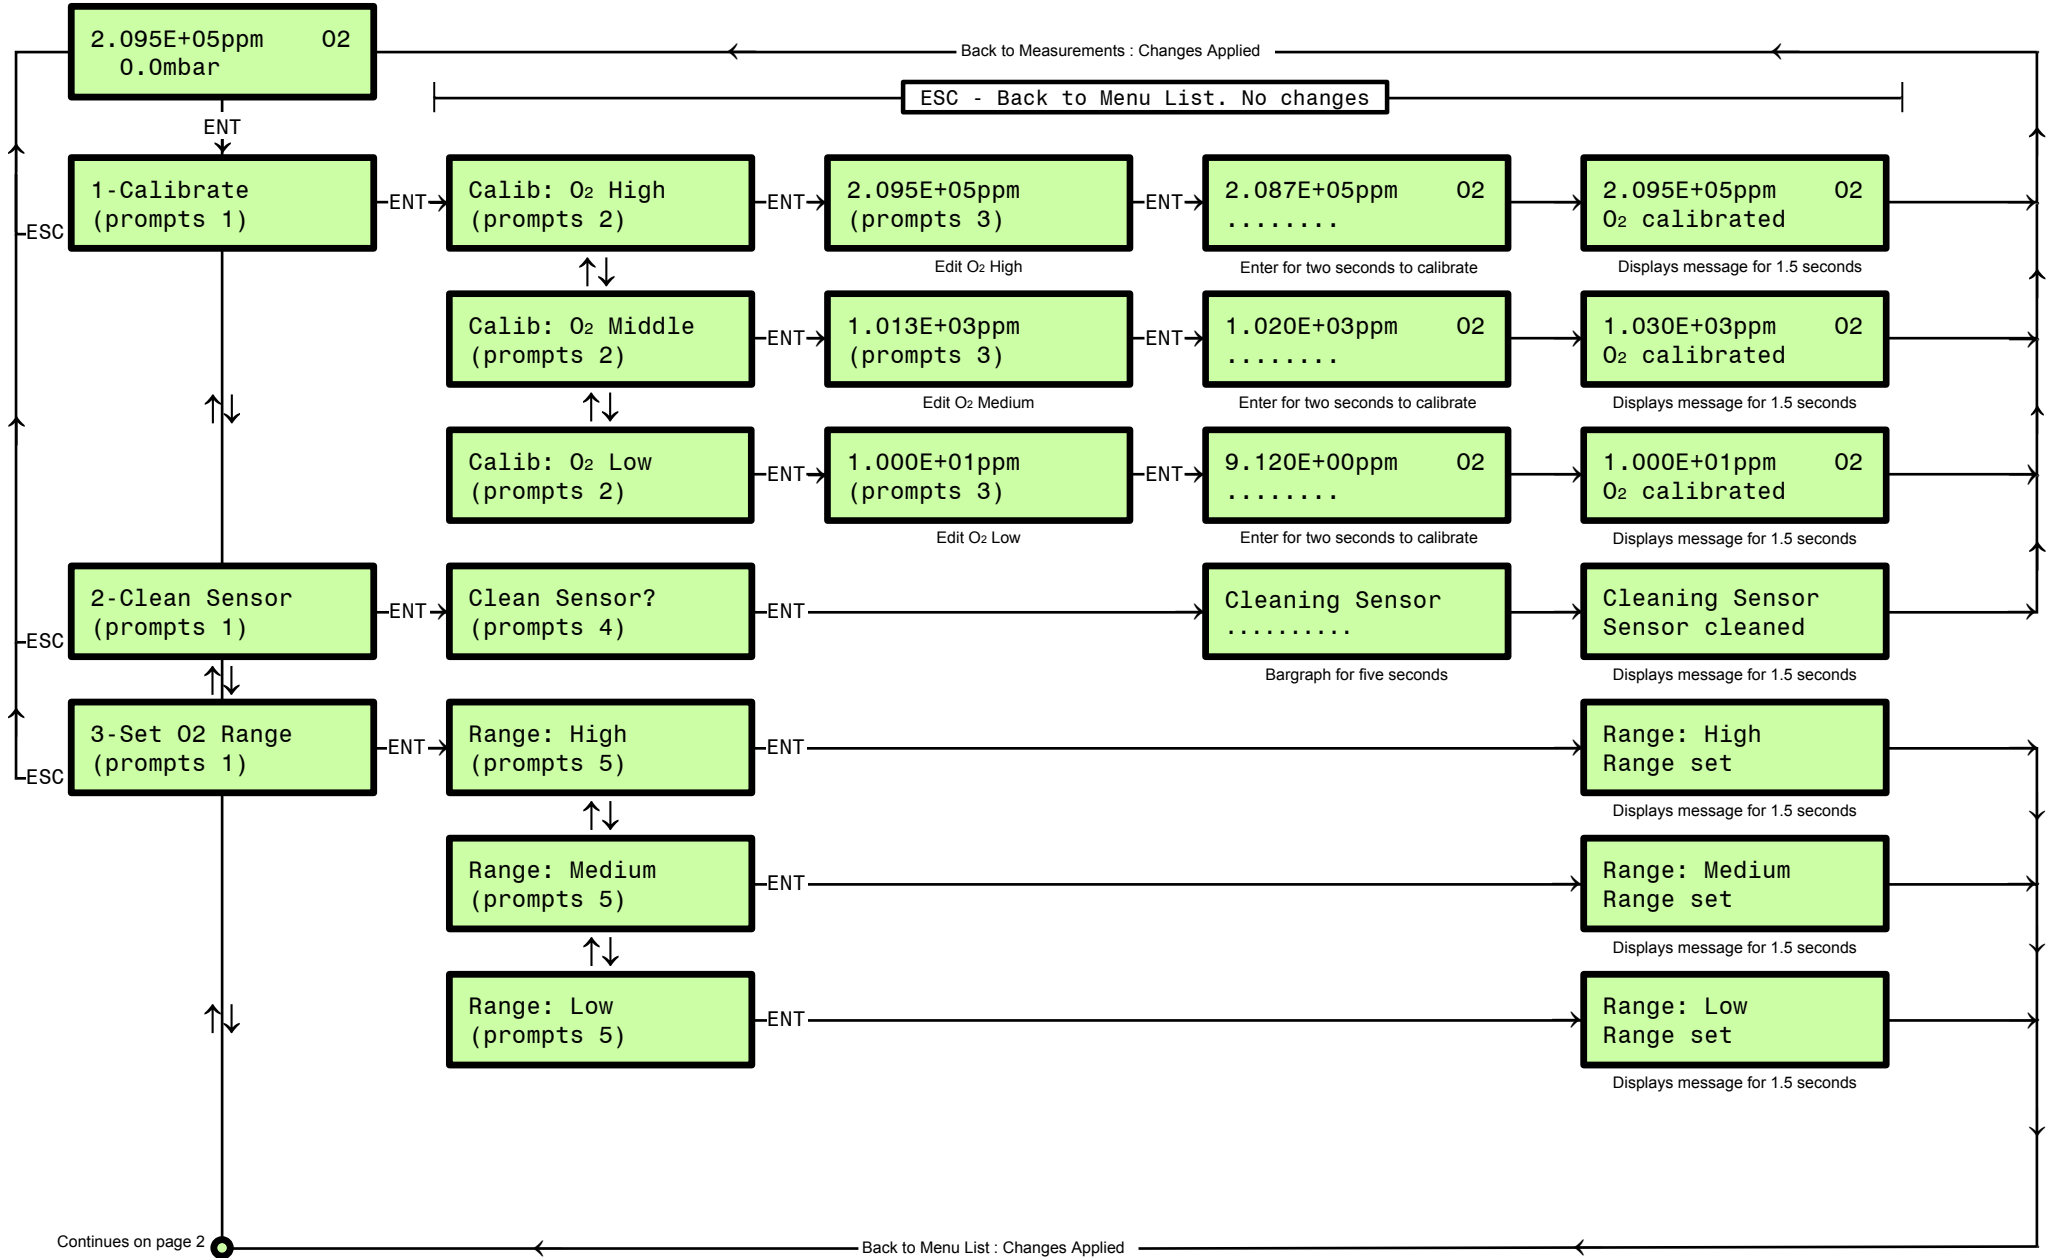 2.095E+05ppm    O2
0.0mbar
Back to Measurements : Changes Applied
ESC - Back to Menu List. No changes
ENT
1-Calibrate
(prompts 1)
ESC
ENT
Calib: O₂ High
(prompts 2)
ENT
2.095E+05ppm
(prompts 3)
Edit O₂ High
ENT
2.087E+05ppm    O2
........
Enter for two seconds to calibrate
2.095E+05ppm    O2
O₂ calibrated
Displays message for 1.5 seconds
Calib: O₂ Middle
(prompts 2)
ENT
1.013E+03ppm
(prompts 3)
Edit O₂ Medium
ENT
1.020E+03ppm    O2
........
Enter for two seconds to calibrate
1.030E+03ppm    O2
O₂ calibrated
Displays message for 1.5 seconds
Calib: O₂ Low
(prompts 2)
ENT
1.000E+01ppm
(prompts 3)
Edit O₂ Low
ENT
9.120E+00ppm    O2
........
Enter for two seconds to calibrate
1.000E+01ppm    O2
O₂ calibrated
Displays message for 1.5 seconds
2-Clean Sensor
(prompts 1)
ESC
ENT
Clean Sensor?
(prompts 4)
ENT
Cleaning Sensor
..........
Bargraph for five seconds
Cleaning Sensor
Sensor cleaned
Displays message for 1.5 seconds
3-Set O2 Range
(prompts 1)
ESC
ENT
Range: High
(prompts 5)
ENT
Range: High
Range set
Displays message for 1.5 seconds
Range: Medium
(prompts 5)
ENT
Range: Medium
Range set
Displays message for 1.5 seconds
Range: Low
(prompts 5)
ENT
Range: Low
Range set
Displays message for 1.5 seconds
Continues on page 2
Back to Menu List : Changes Applied